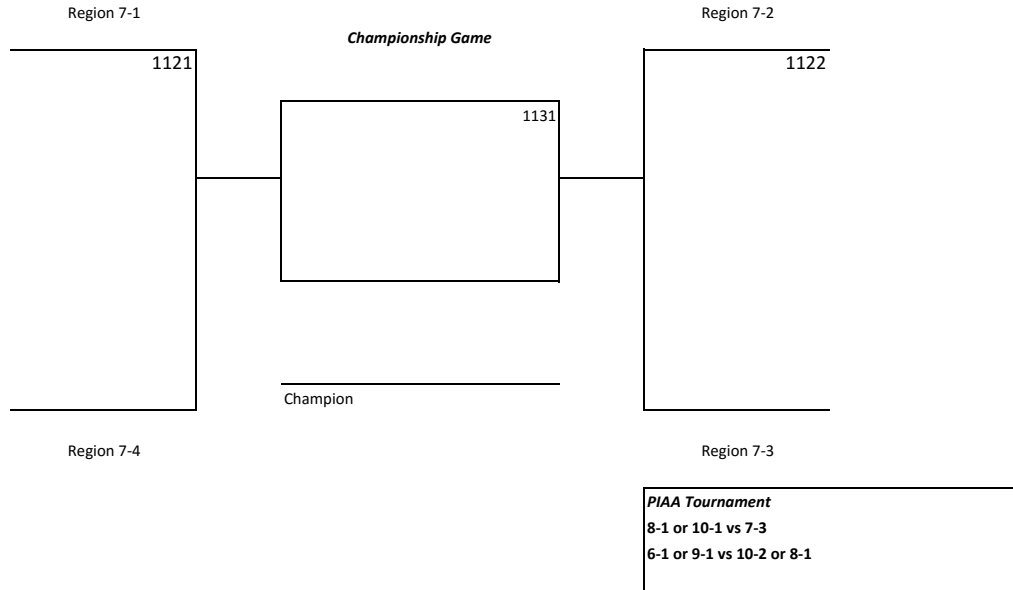 Region 7-1
Region 7-2
Championship Game
1121
1122
1131
Champion
Region 7-4
Region 7-3
PIAA Tournament
8-1 or 10-1 vs 7-3
6-1 or 9-1 vs 10-2 or 8-1